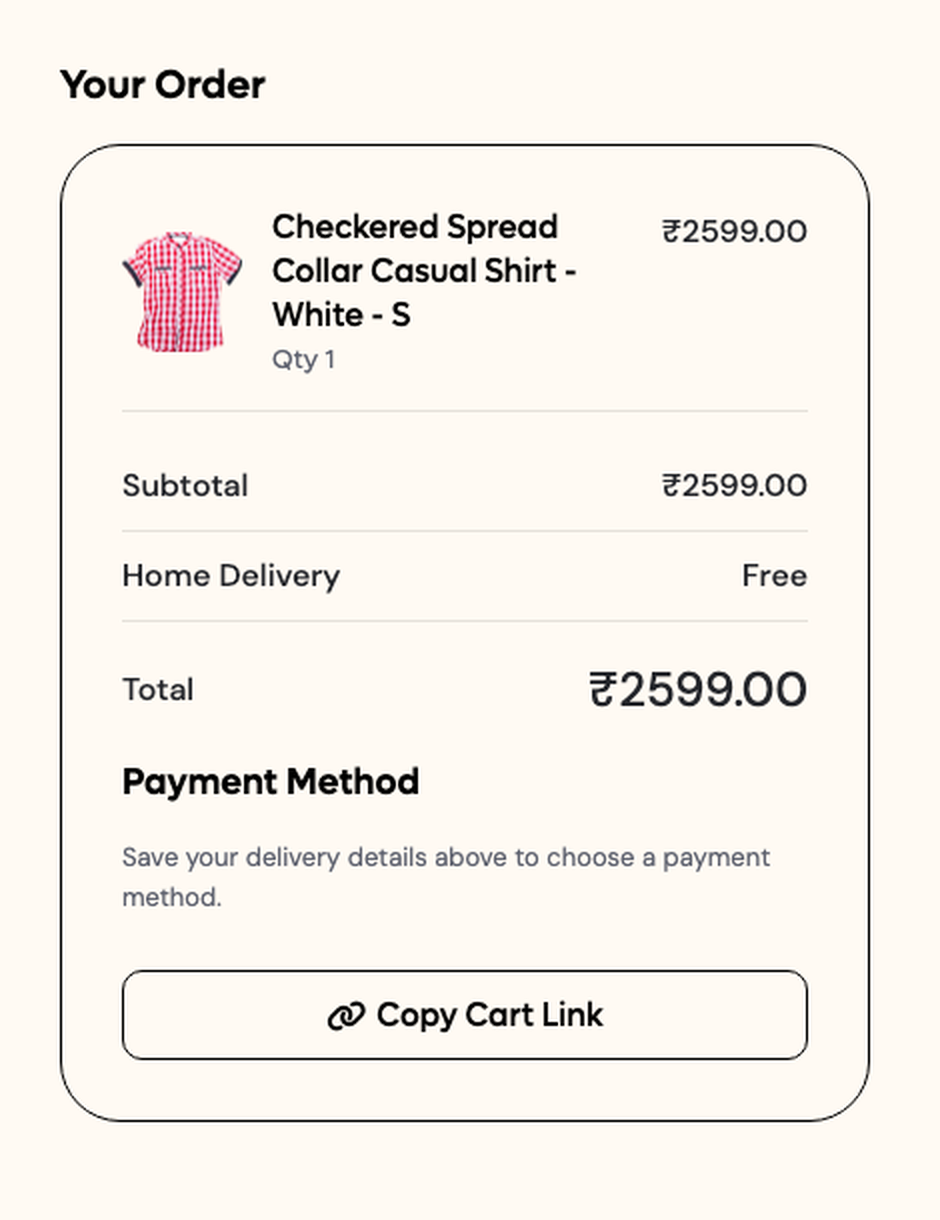 Your Order
Checkered Spread
₹2599.00
Collar Casual Shirt -
White - S
Qty 1
Subtotal
₹2599.00
Home Delivery
Free
Total
₹2599.00
Payment Method
Save your delivery details above to choose a payment
method.
Copy Cart Link